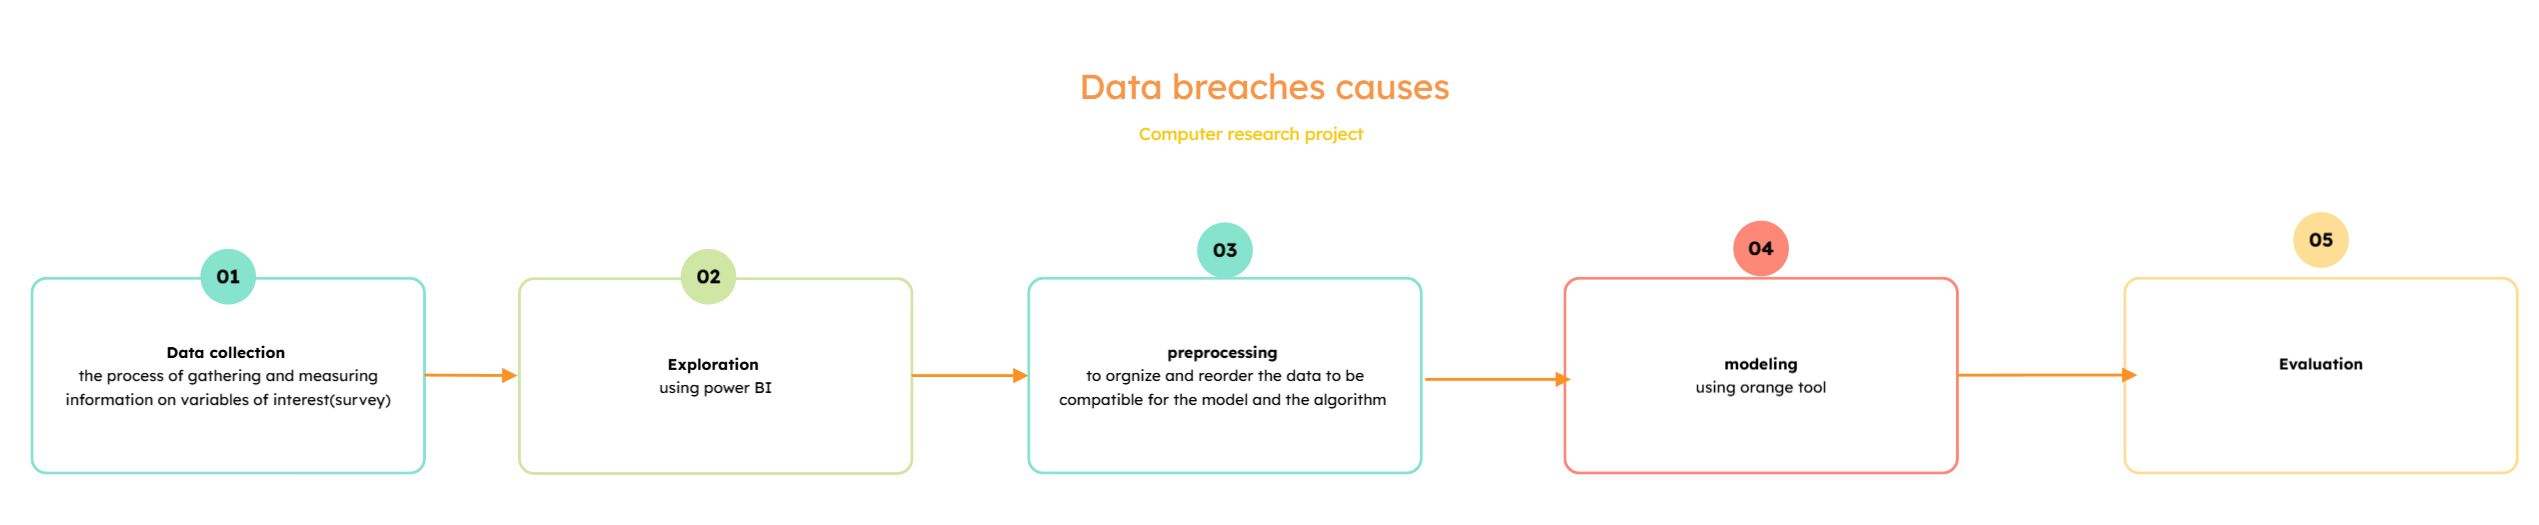 Data breaches causes
Computer research project
01
Data collection
the process of gathering and measuring
information on variables of interest(survey)
02
Exploration
using power BI
03
preprocessing
to orgnize and reorder the data to be
compatible for the model and the algorithm
04
modeling
using orange tool
05
Evaluation